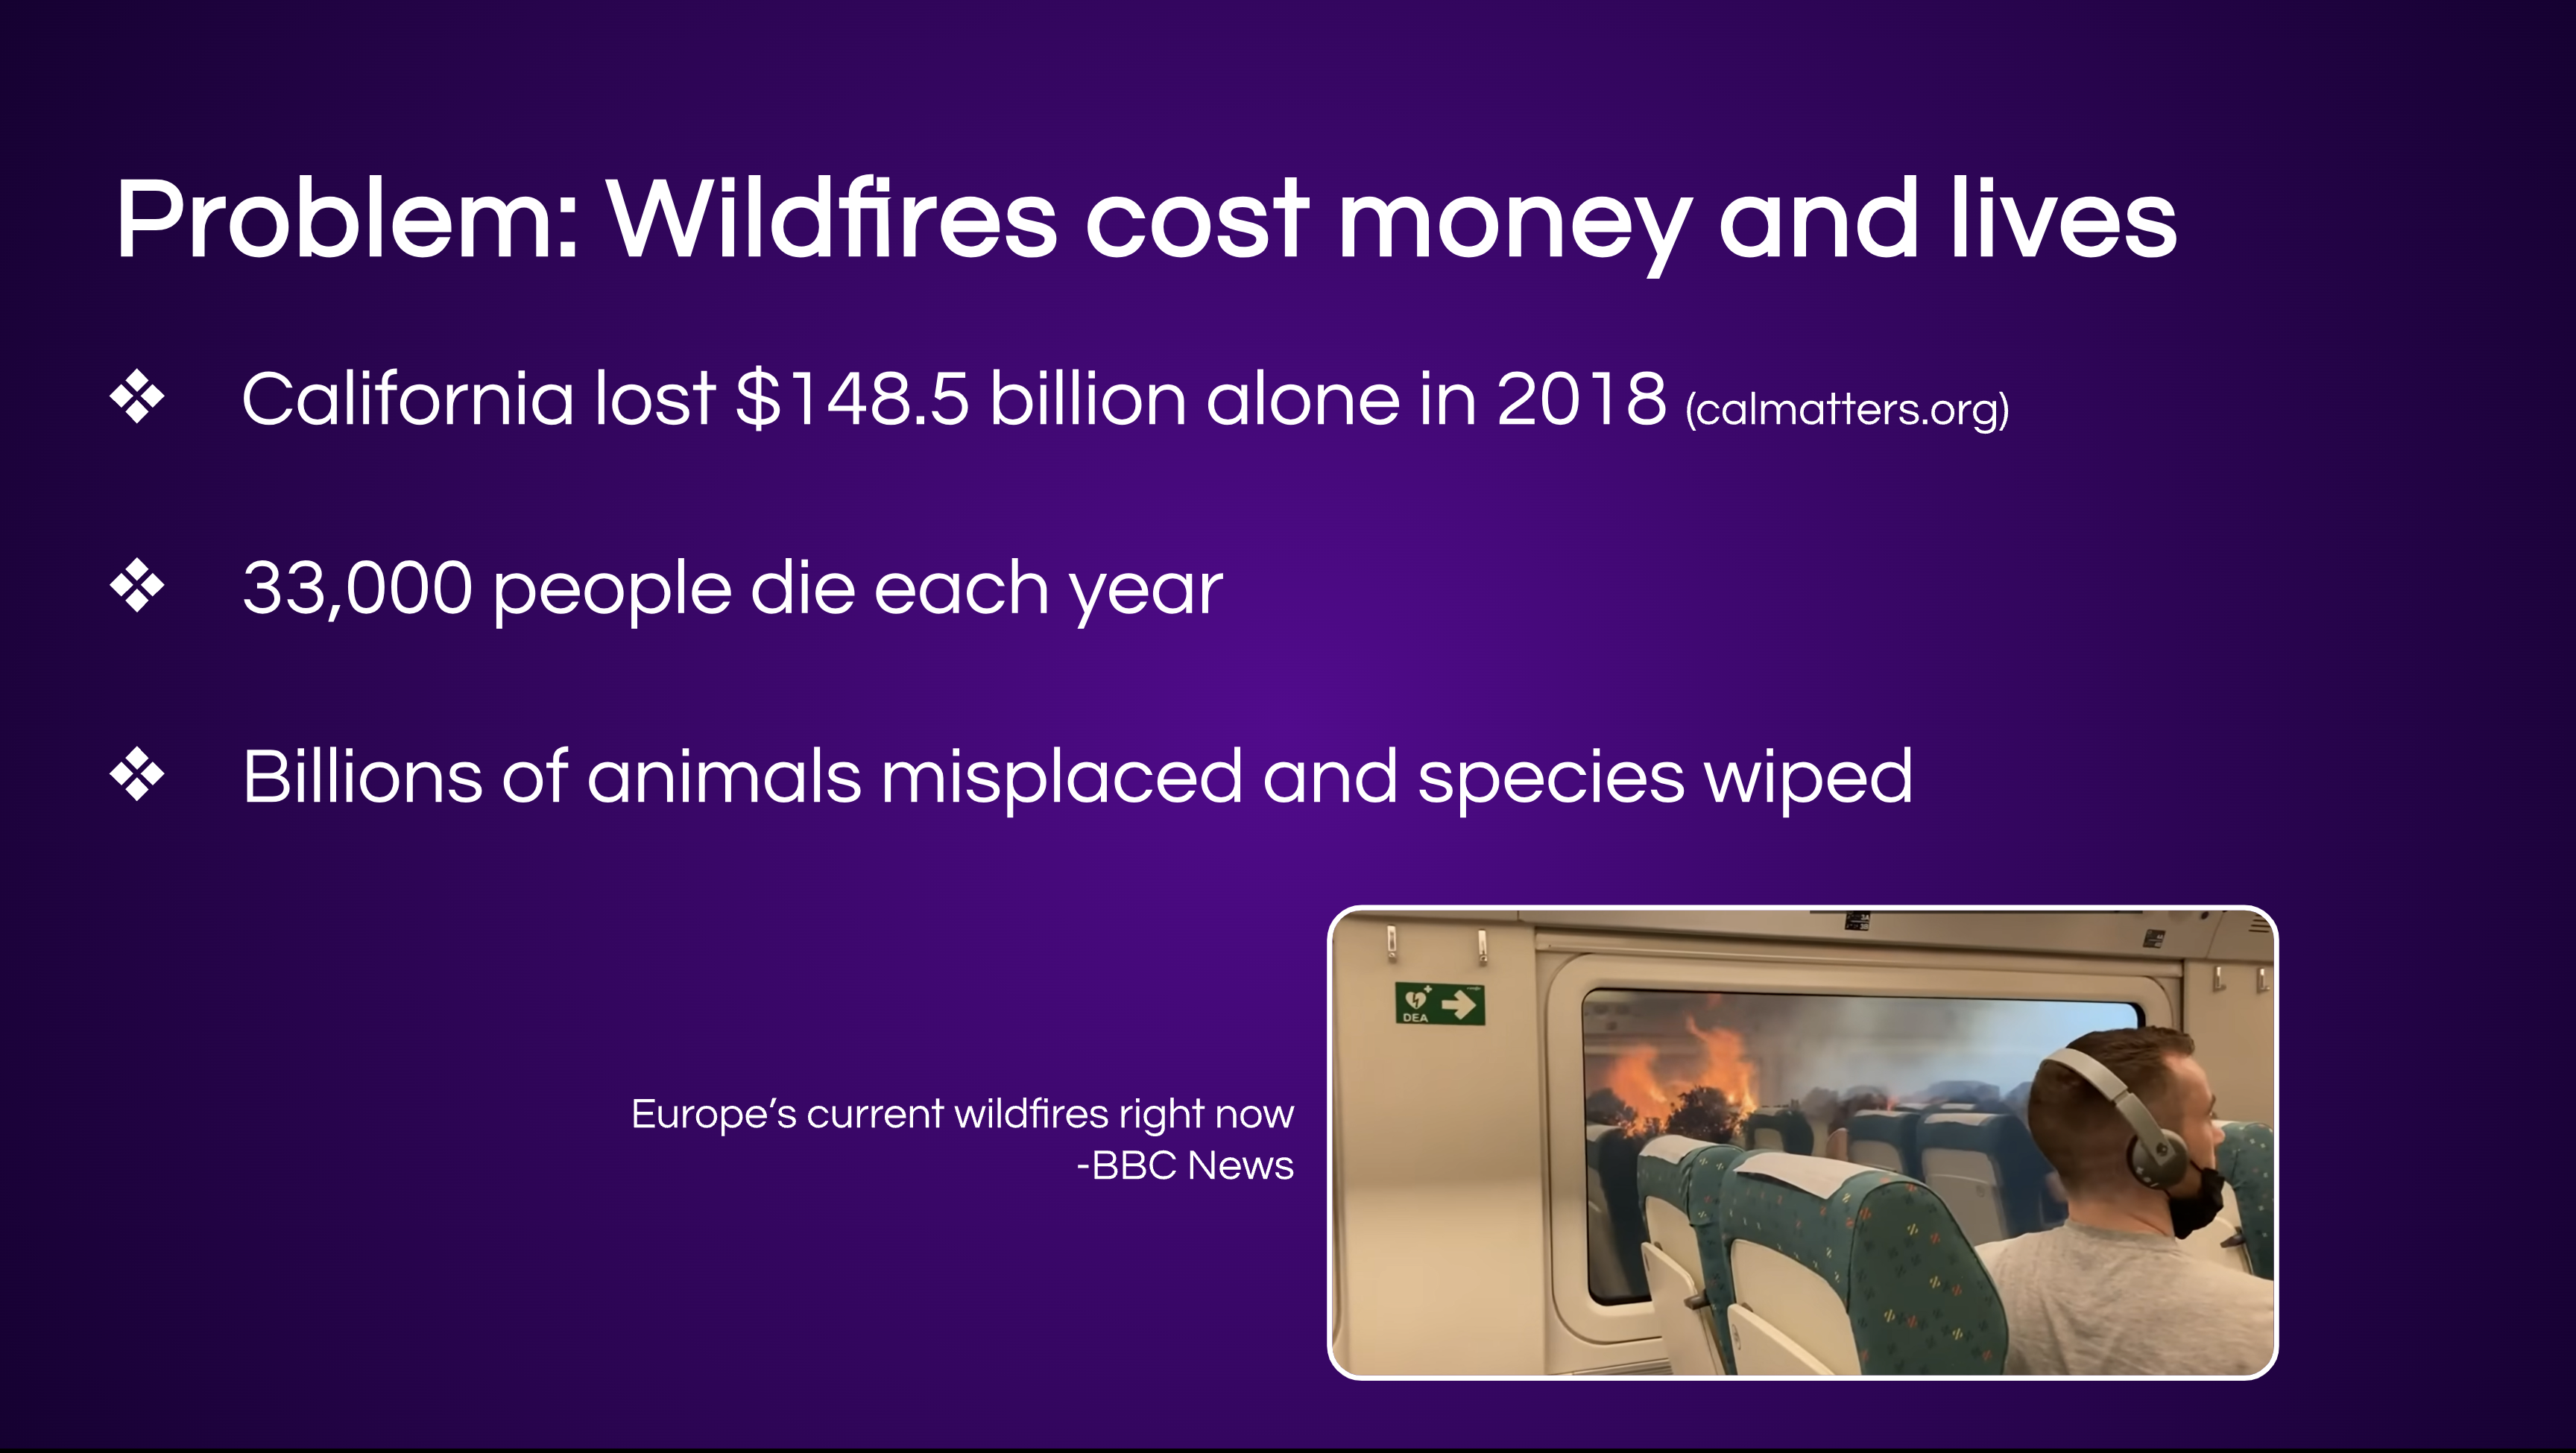 Problem: Wildfires cost money and lives
❖ California lost $148.5 billion alone in 2018 (calmatters.org)
❖ 33,000 people die each year
❖ Billions of animals misplaced and species wiped
Europe’s current wildfires right now
-BBC News
DEA